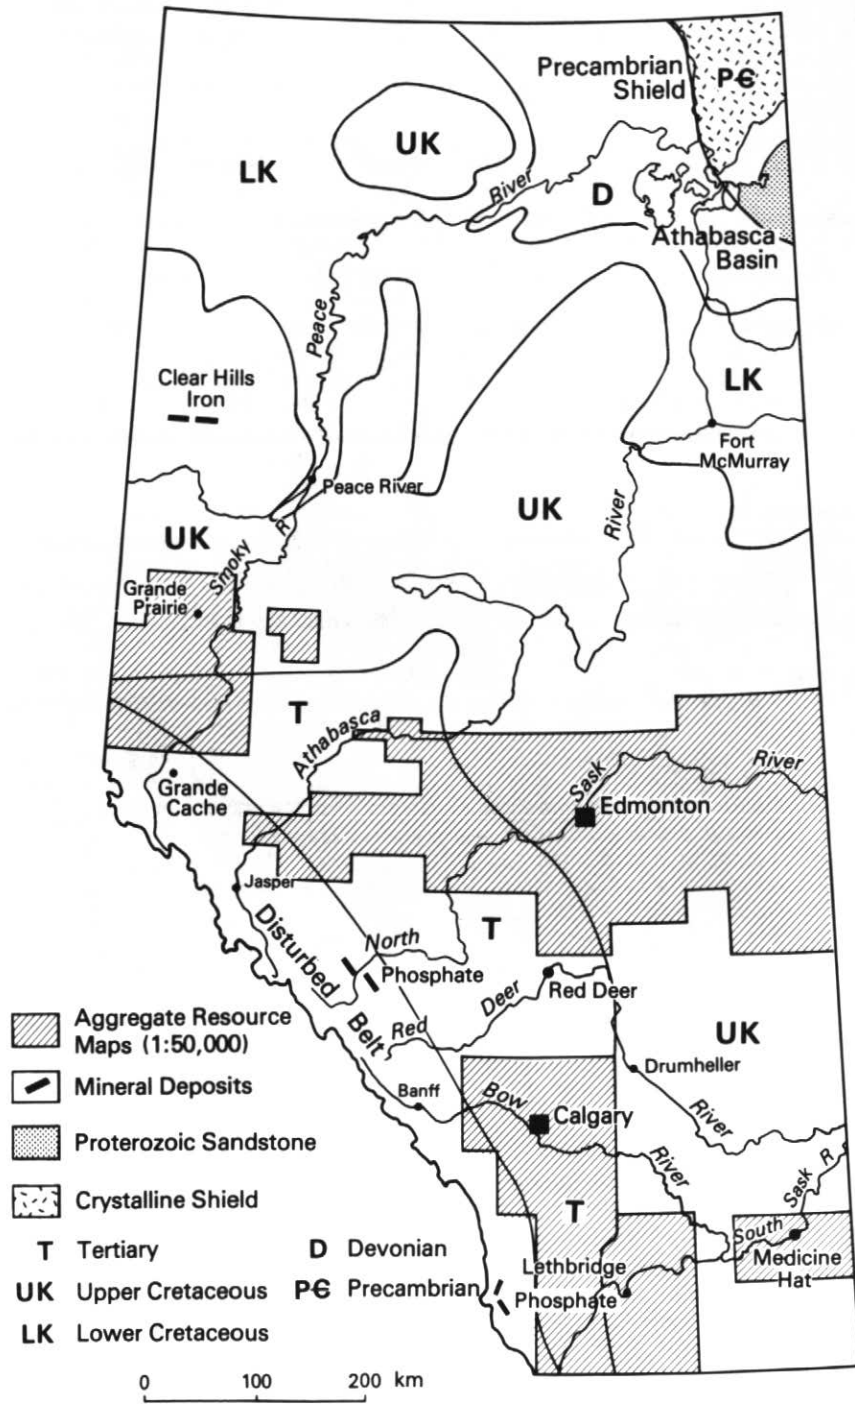 Precambrian
Shield
P€
UK
LK
River
D
Athabasca
Basin
Peace
Clear Hills
Iron
LK
Fort
McMurray
Peace River
UK
River
UK
Smoky
R
Grande
Prairie
T
Athabasca
Grande
Cache
Sask
River
Edmonton
Jasper
Disturbed
Belt
North
T
Phosphate
Red
Deer
Red Deer
UK
Drumheller
River
Banff
Bow
Calgary
River
T
South
Sask R
Medicine
Hat
Lethbridge
Phosphate
Aggregate Resource
Maps (1:50,000)
Mineral Deposits
Proterozoic Sandstone
Crystalline Shield
T Tertiary
D Devonian
UK Upper Cretaceous
P€ Precambrian
LK Lower Cretaceous
0 100 200 km